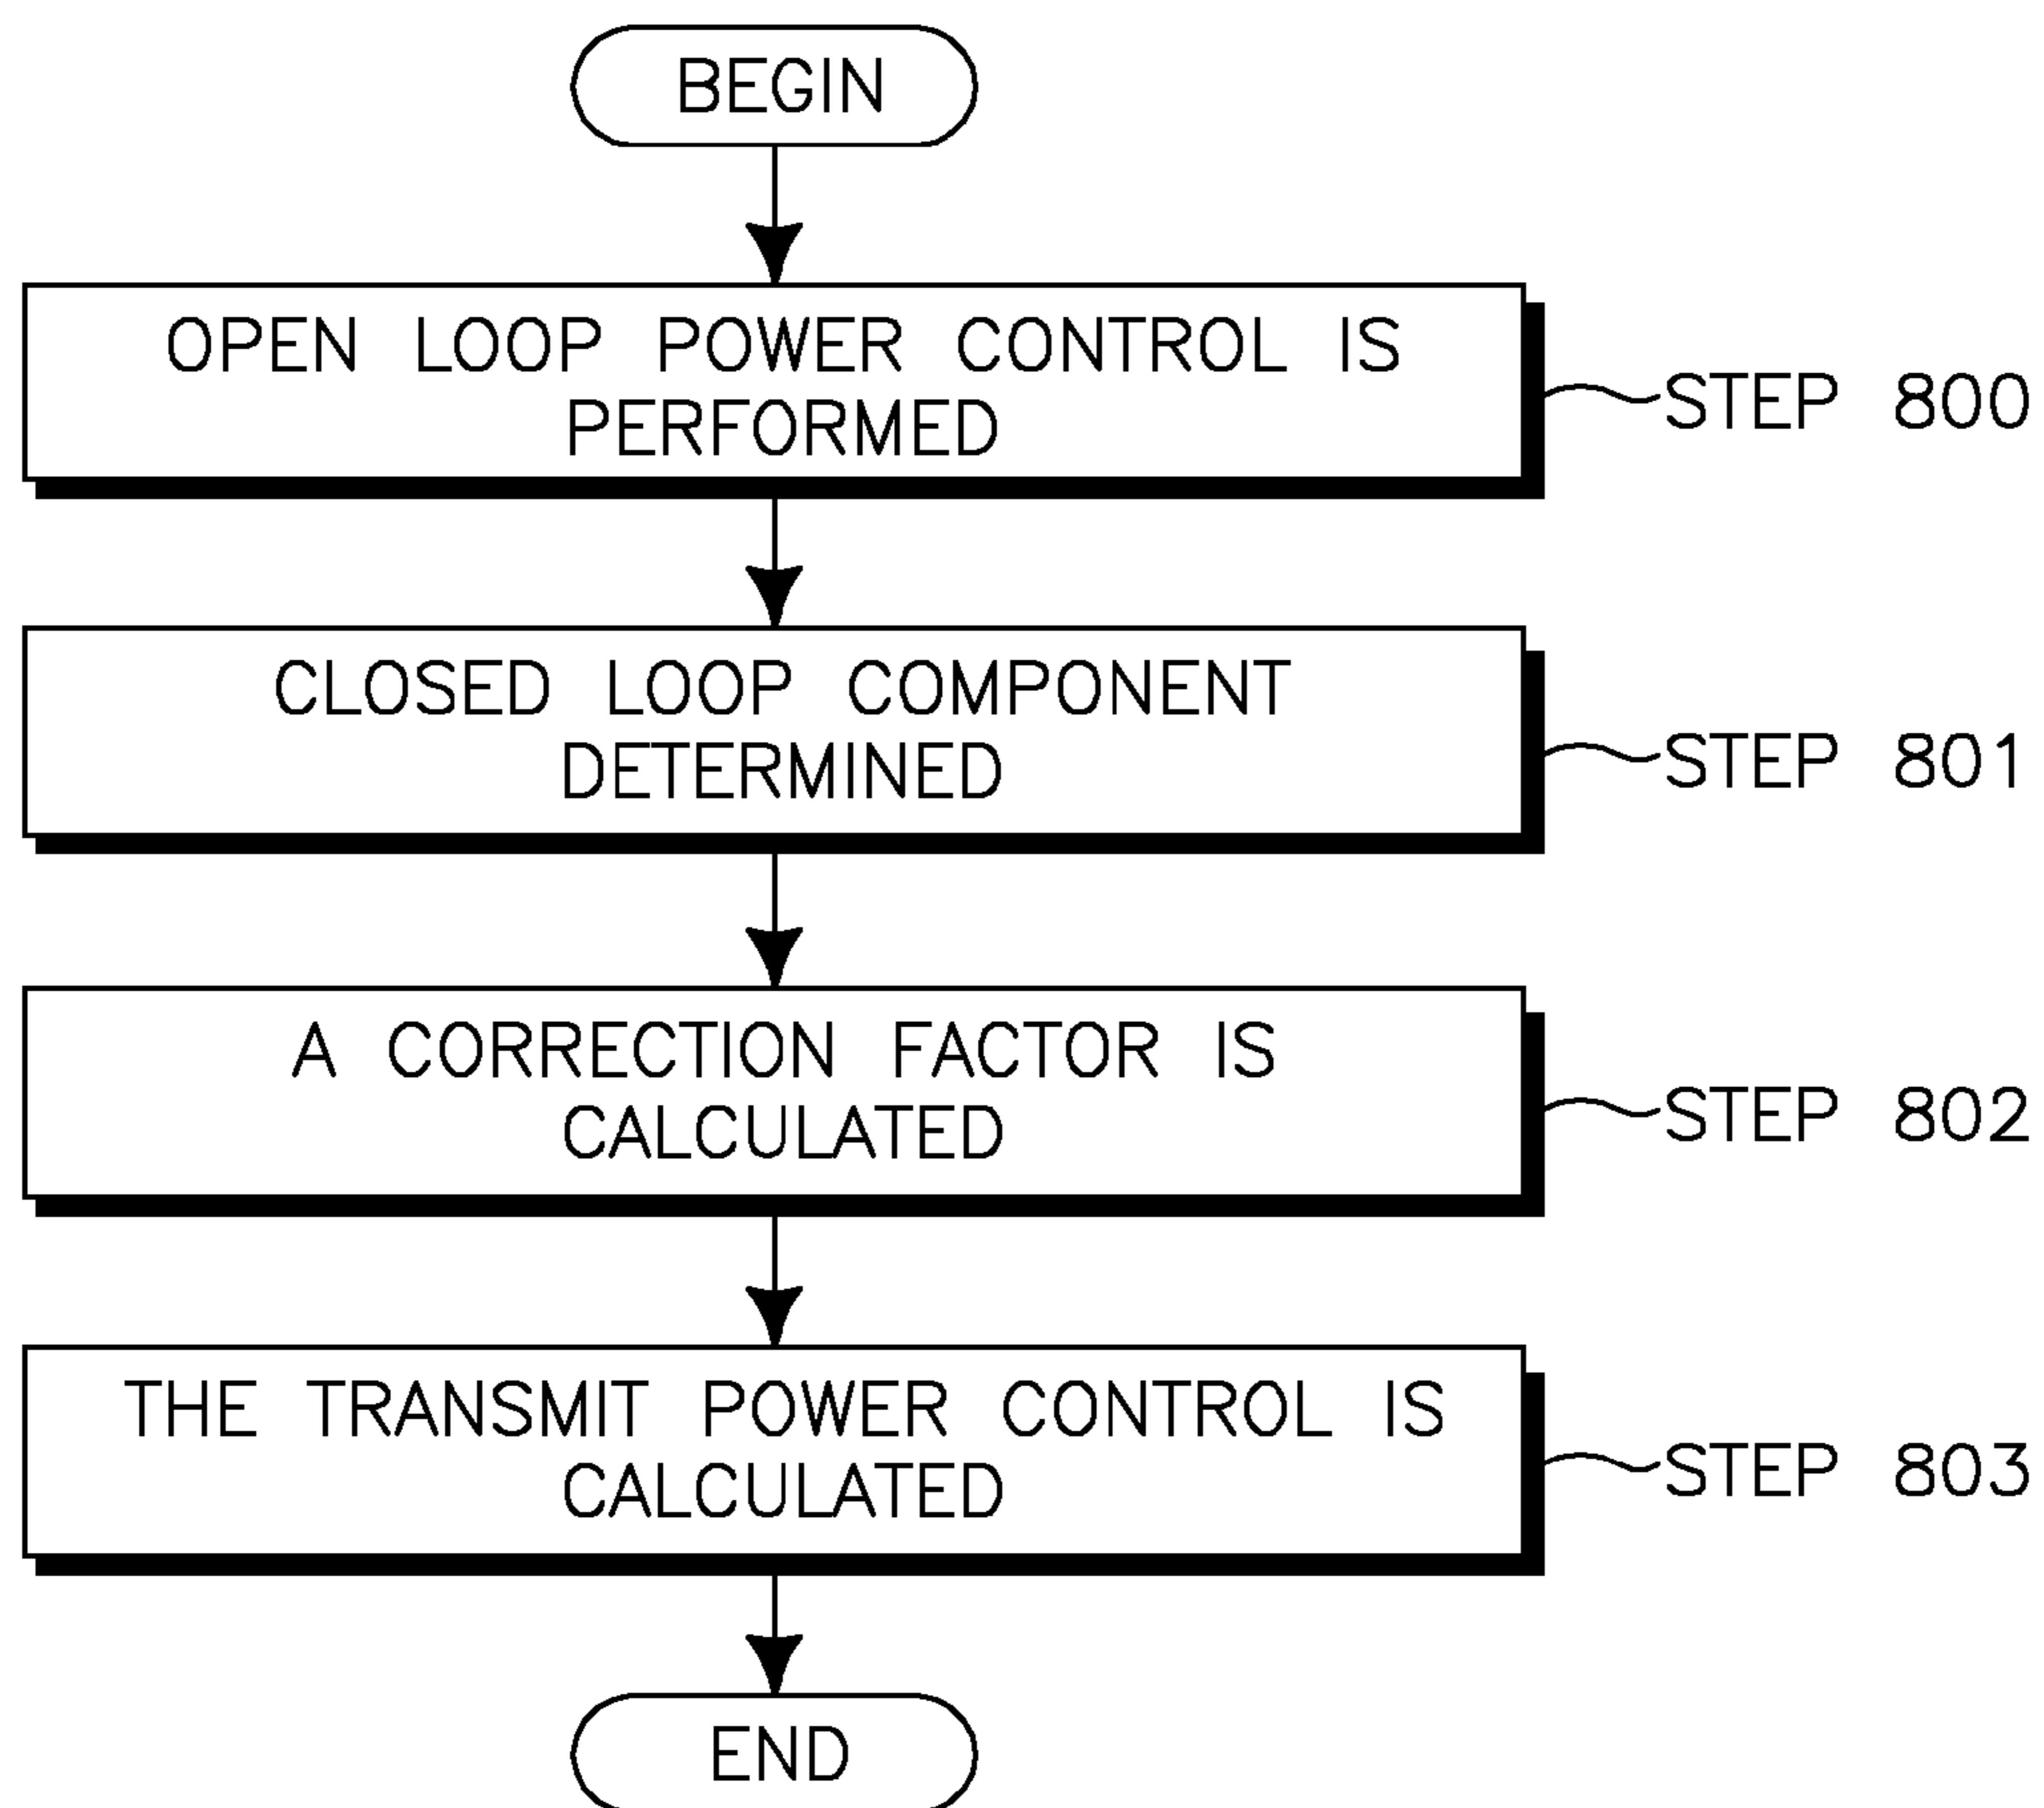 BEGIN
OPEN LOOP POWER CONTROL IS
PERFORMED
STEP 800
CLOSED LOOP COMPONENT
DETERMINED
STEP 801
A CORRECTION FACTOR IS
CALCULATED
STEP 802
THE TRANSMIT POWER CONTROL IS
CALCULATED
STEP 803
END